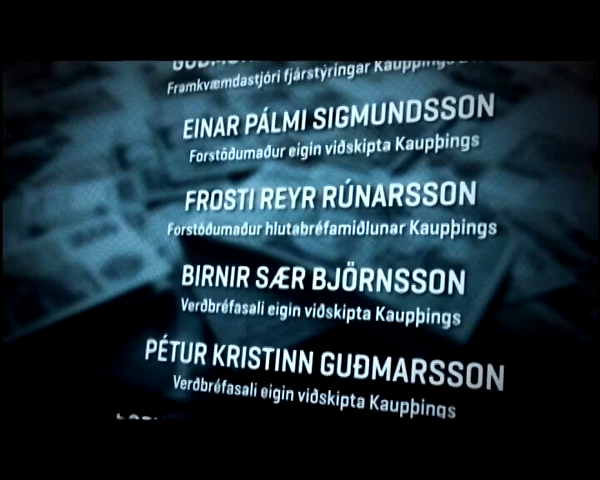 Framkvæmdastjóri fjárstýringar Kaupþings
EINAR PÁLMI SIGMUNDSSON
Forstöðumaður eigin viðskipta Kaupþings
FROSTI REYR RÚNARSSON
Forstöðumaður hlutabréfamiðlunar Kaupþings
BIRNIR SÆR BJÖRNSSON
Verðbréfasali eigin viðskipta Kaupþings
PÉTUR KRISTINN GUÐMARSSON
Verðbréfasali eigin viðskipta Kaupþings